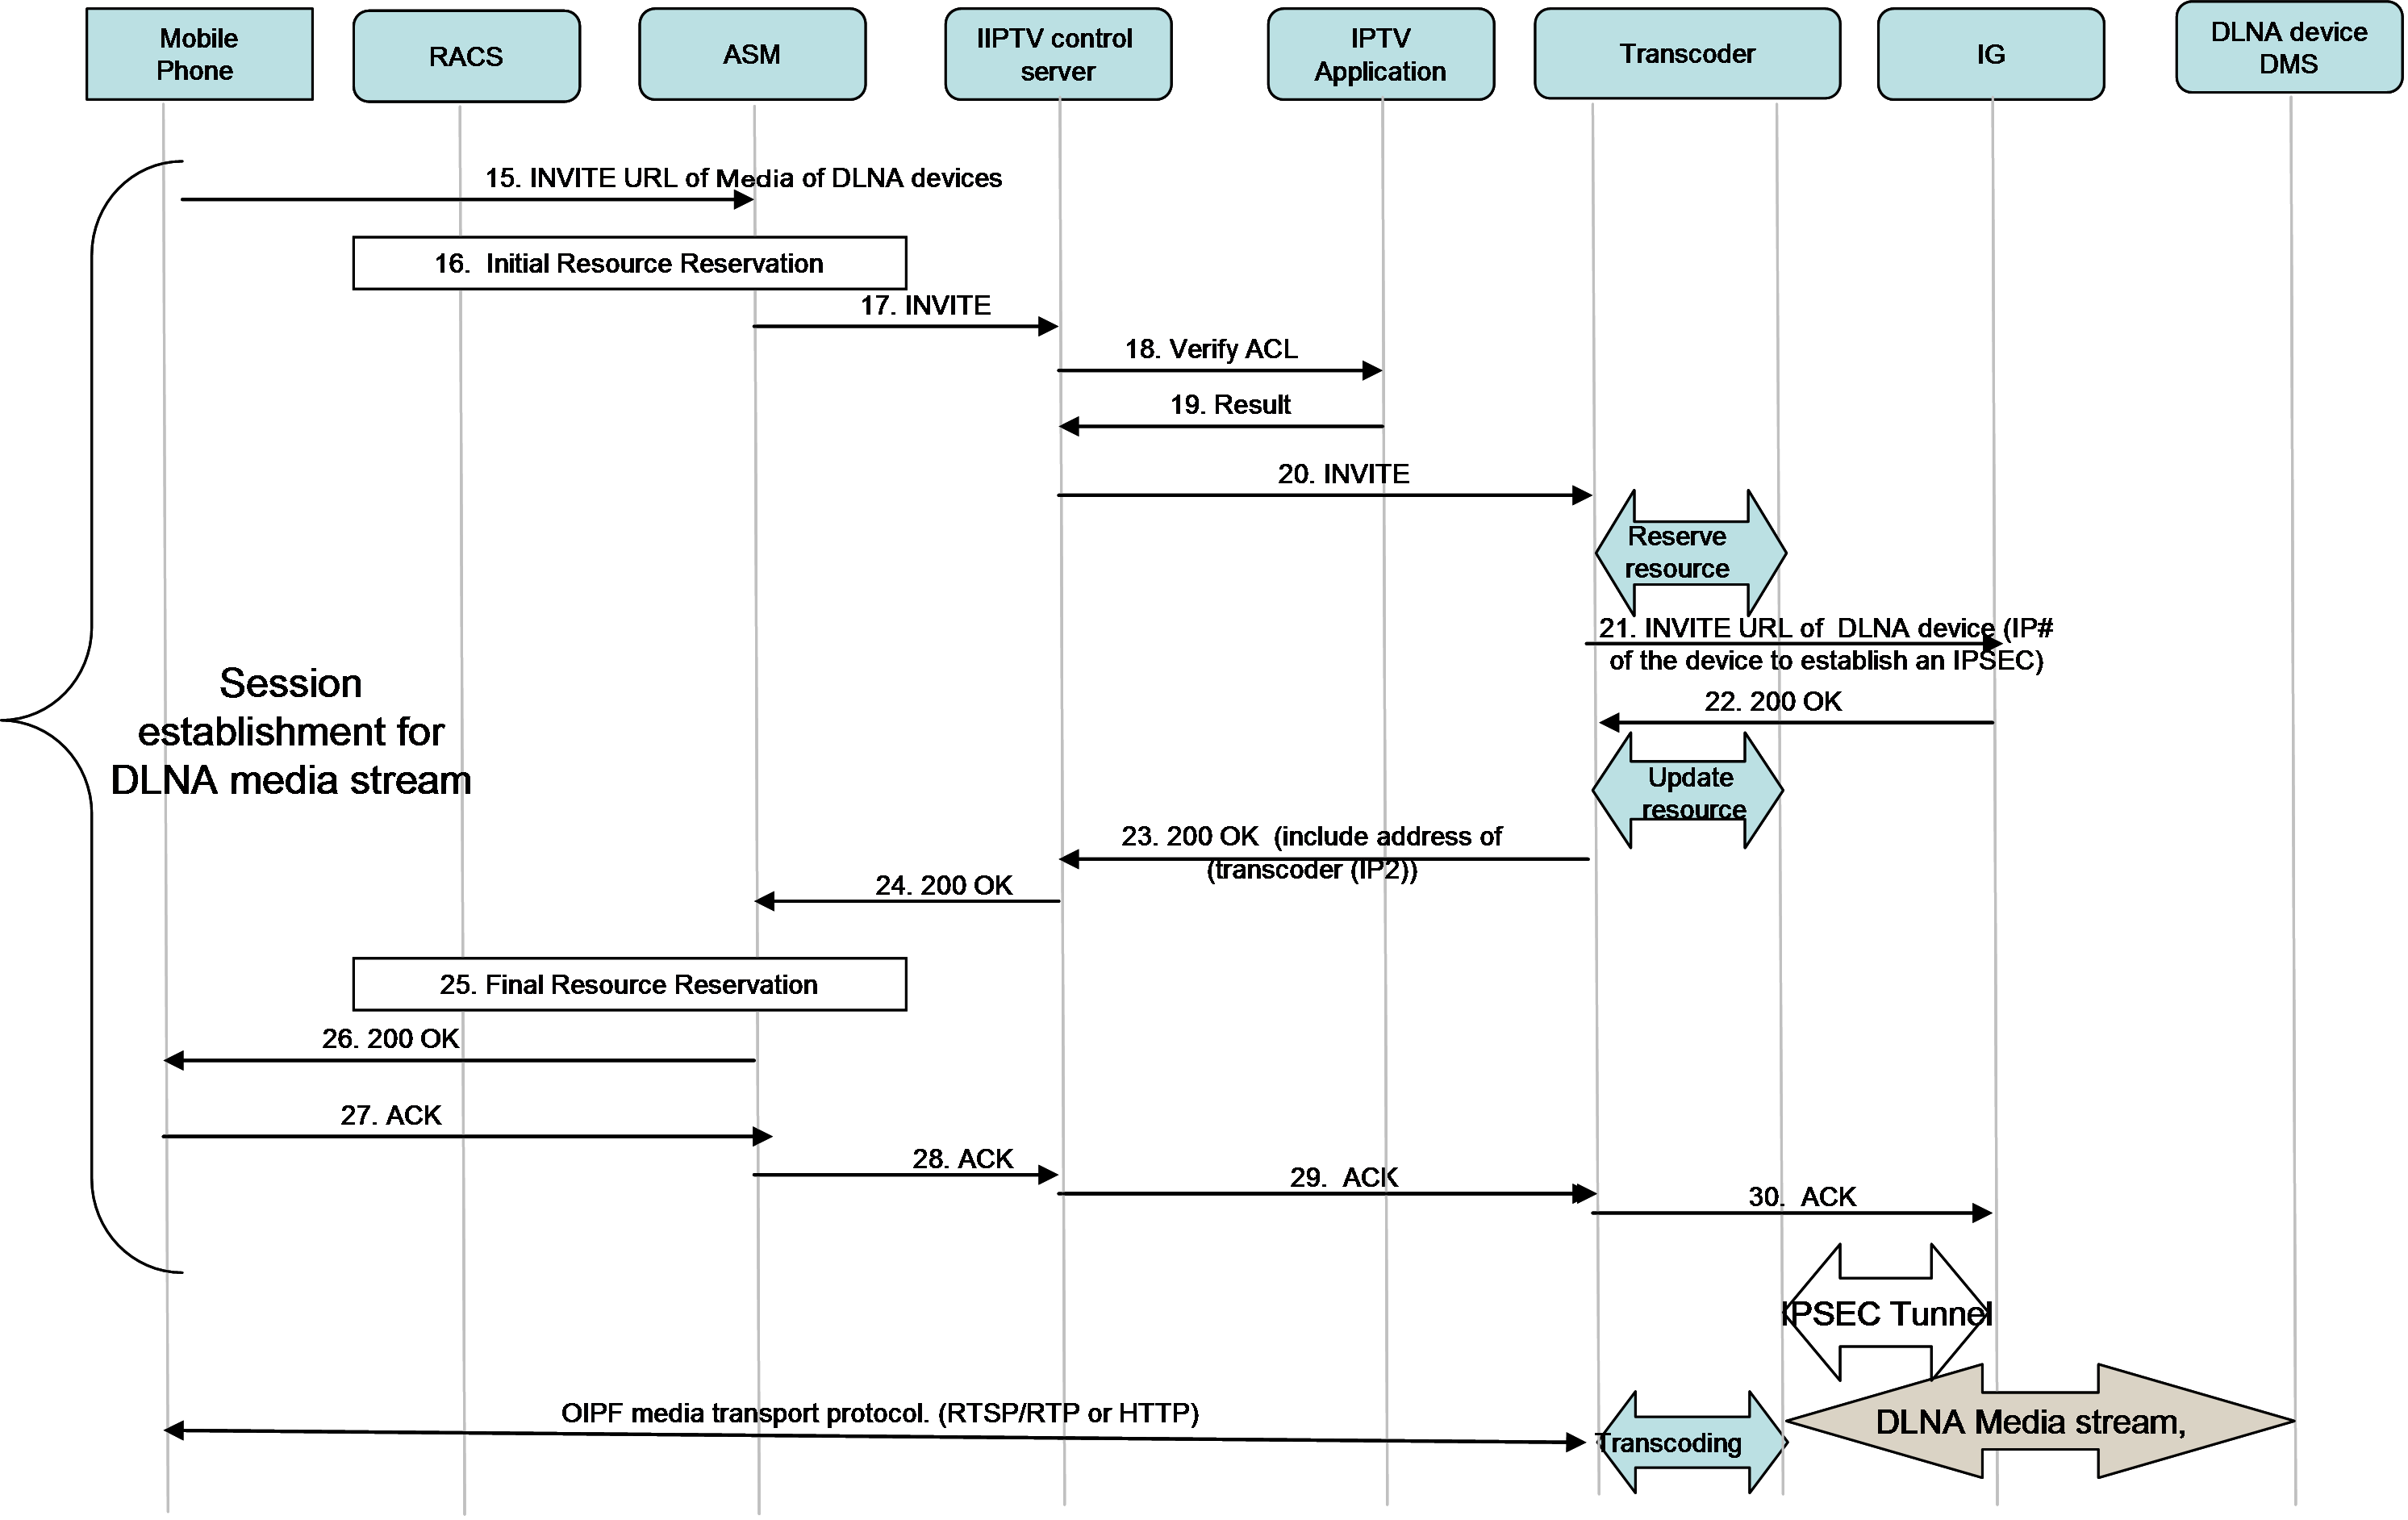 Mobile
Phone
RACS
ASM
IIPTV control
server
IPTV
Application
Transcoder
IG
DLNA device
DMS
15. INVITE URL of Media of DLNA devices
16. Initial Resource Reservation
17. INVITE
18. Verify ACL
19. Result
20. INVITE
Reserve
resource
21. INVITE URL of DLNA device (IP#
of the device to establish an IPSEC)
Session
establishment for
DLNA media stream
22. 200 OK
Update
resource
23. 200 OK (include address of
(transcoder (IP2))
24. 200 OK
25. Final Resource Reservation
26. 200 OK
27. ACK
28. ACK
29. ACK
30. ACK
IPSEC Tunnel
OIPF media transport protocol. (RTSP/RTP or HTTP)
Transcoding
DLNA Media stream,